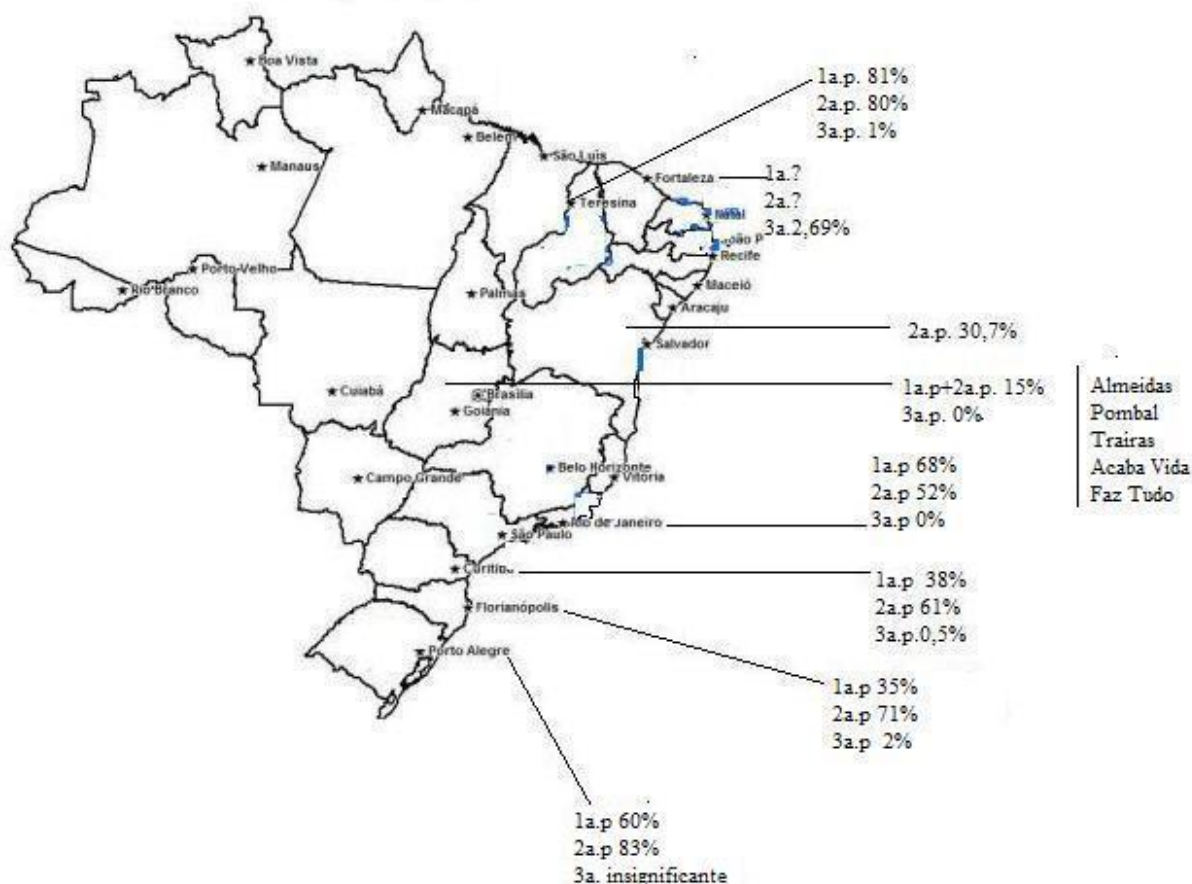 Boa Vista
Macapá
Belém
São Luís
Manaus
Fortaleza
Teresina
Natal
João P
Recife
Porto Velho
Rio Branco
Palmas
Maceió
Aracaju
Salvador
Cuiabá
Brasília
Goiânia
Belo Horizonte
Campo Grande
Vitória
Rio de Janeiro
São Paulo
Florianópolis
Porto Alegre
1a.p. 81%
2a.p. 80%
3a.p. 1%
1a.?
2a.?
3a.2,69%
2a.p. 30,7%
1a.p+2a.p. 15%
3a.p. 0%
Almeidas
Pombal
Trairas
Acaba Vida
Faz Tudo
1a.p 68%
2a.p 52%
3a.p 0%
1a.p 38%
2a.p 61%
3a.p.0,5%
1a.p 35%
2a.p 71%
3a.p 2%
1a.p 60%
2a.p 83%
3a. insignificante